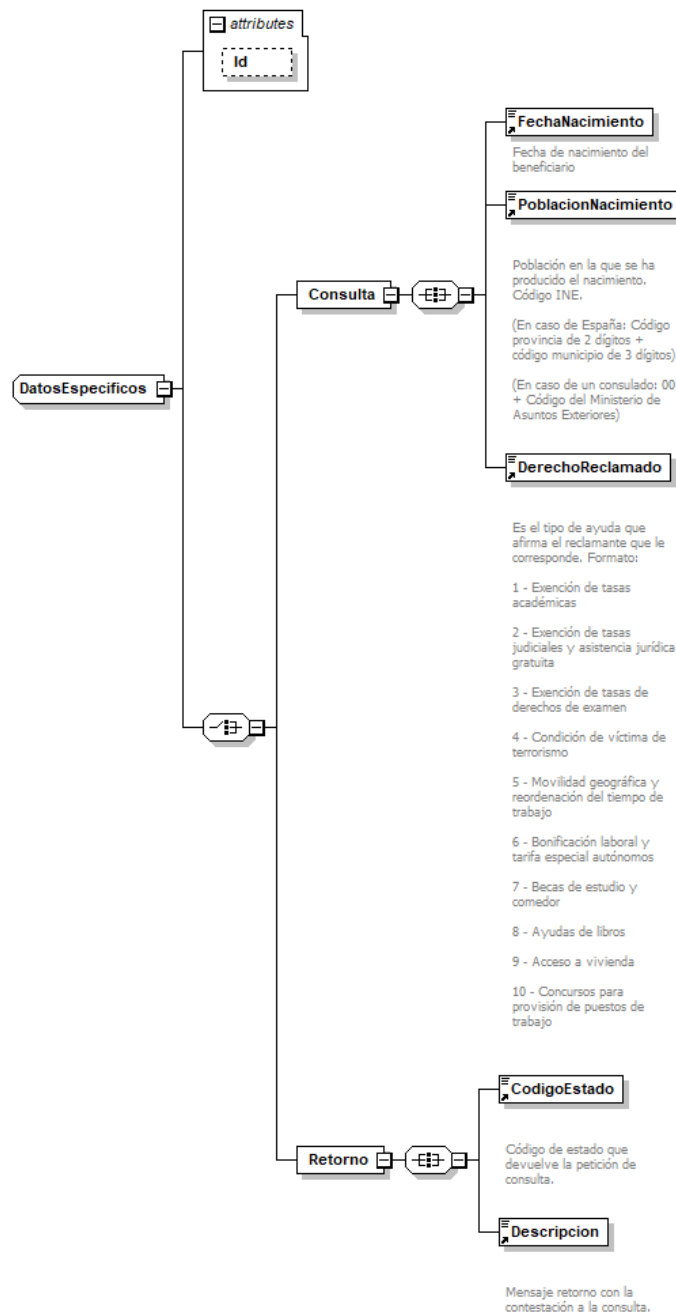 attributes
Id
FechaNacimiento
Fecha de nacimiento del
beneficiario
PoblacionNacimiento
Población en la que se ha
producido el nacimiento.
Código INE.
(En caso de España: Código
provincia de 2 dígitos +
código municipio de 3 dígitos)
(En caso de un consulado: 00
+ Código del Ministerio de
Asuntos Exteriores)
Consulta
DatosEspecificos
DerechoReclamado
Es el tipo de ayuda que
afirma el reclamante que le
corresponde. Formato:
1 - Exención de tasas
académicas
2 - Exención de tasas
judiciales y asistencia jurídica
gratuita
3 - Exención de tasas de
derechos de examen
4 - Condición de víctima de
terrorismo
5 - Movilidad geográfica y
reordenación del tiempo de
trabajo
6 - Bonificación laboral y
tarifa especial autónomos
7 - Becas de estudio y
comedor
8 - Ayudas de libros
9 - Acceso a vivienda
10 - Concursos para
provisión de puestos de
trabajo
Retorno
CodigoEstado
Código de estado que
devuelve la petición de
consulta.
Descripcion
Mensaje retorno con la
contestación a la consulta.